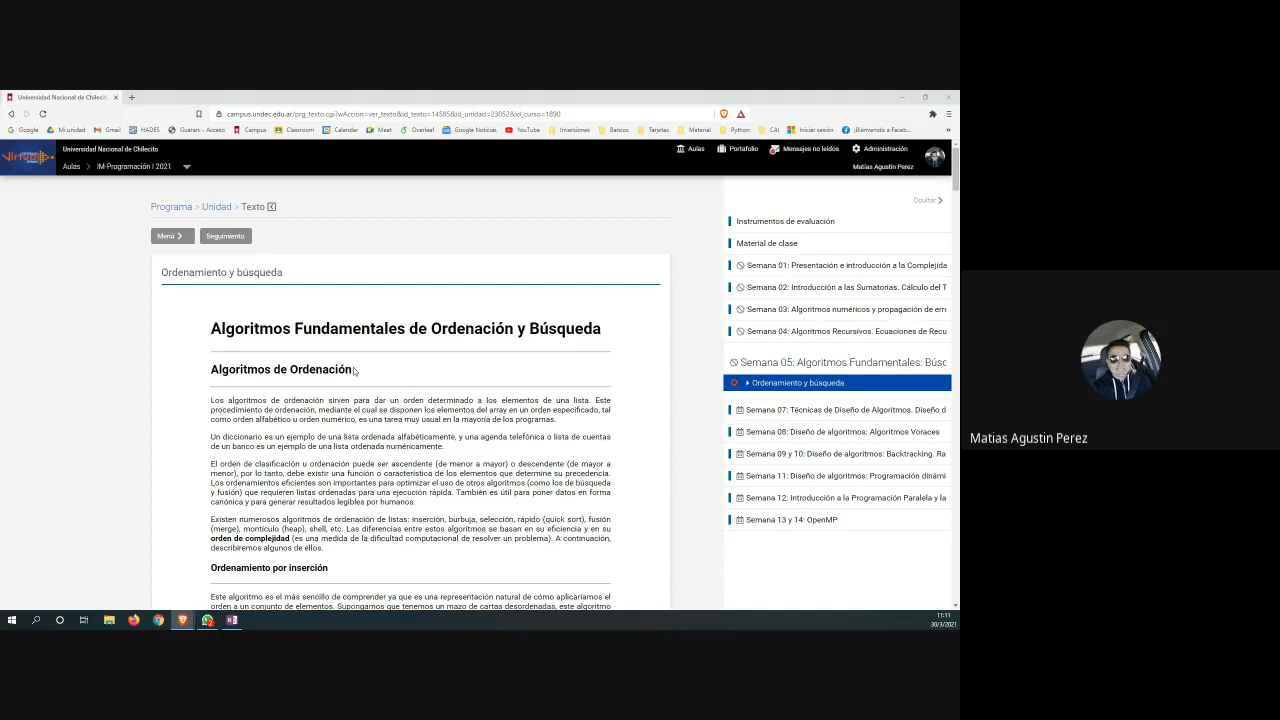 Universidad Nacional de Chileci
campus.undec.edu.ar/prg_texto.cgi?wAccion=ver_texto&id_texto=14585&id_unidad=23052&id_curso=1890
Google
Mi unidad
Gmail
HADES
Guarani - Acceso
Campus
Classroom
Calendar
Meet
Overleaf
Google Noticias
YouTube
Inversiones
Bancos
Tarjetas
Material
Python
CAI
Iniciar sesión
¡Bienvenido a Faceb...
»
Virtual
Universidad Nacional de Chilecito
Aulas
Portafolio
Mensajes no leídos
Administración
Aulas > IM-Programación I 2021
Matías Agustin Perez
Programa > Unidad > Texto
Ocultar
Menú
Seguimiento
Ordenamiento y búsqueda
Algoritmos Fundamentales de Ordenación y Búsqueda
Algoritmos de Ordenación
Los algoritmos de ordenación sirven para dar un orden determinado a los elementos de una lista. Este
procedimiento de ordenación, mediante el cual se disponen los elementos del array en un orden especificado, tal
como orden alfabético u orden numérico, es una tarea muy usual en la mayoría de los programas.
Un diccionario es un ejemplo de una lista ordenada alfabéticamente, y una agenda telefónica o lista de cuentas
de un banco es un ejemplo de una lista ordenada numéricamente.
El orden de clasificación u ordenación puede ser ascendente (de menor a mayor) o descendente (de mayor a
menor), por lo tanto, debe existir una función o característica de los elementos que determine su precedencia.
Los ordenamientos eficientes son importantes para optimizar el uso de otros algoritmos (como los de búsqueda
y fusión) que requieren listas ordenadas para una ejecución rápida. También es útil para poner datos en forma
canónica y para generar resultados legibles por humanos.
Existen numerosos algoritmos de ordenación de listas: inserción, burbuja, selección, rápido (quick sort), fusión
(merge), montículo (heap), shell, etc. Las diferencias entre estos algoritmos se basan en su eficiencia y en su
orden de complejidad (es una medida de la dificultad computacional de resolver un problema). A continuación,
describiremos algunos de ellos.
Ordenamiento por inserción
Este algoritmo es el más sencillo de comprender ya que es una representación natural de cómo aplicaríamos el
orden a un conjunto de elementos. Supongamos que tenemos un mazo de cartas desordenadas, este algoritmo
Instrumentos de evaluación
Material de clase
Semana 01: Presentación e introducción a la Complejida
Semana 02: Introducción a las Sumatorias. Cálculo del T
Semana 03: Algoritmos numéricos y propagación de erro
Semana 04: Algoritmos Recursivos. Ecuaciones de Recu
Semana 05: Algoritmos Fundamentales: Búsc
Ordenamiento y búsqueda
Semana 07: Técnicas de Diseño de Algoritmos. Diseño d
Semana 08: Diseño de algoritmos: Algoritmos Voraces
Semana 09 y 10: Diseño de algoritmos: Backtracking. Ra
Semana 11: Diseño de algoritmos: Programación dinámi
Semana 12: Introducción a la Programación Paralela y la
Semana 13 y 14: OpenMP
11:11
30/3/2021
Matias Agustin Perez